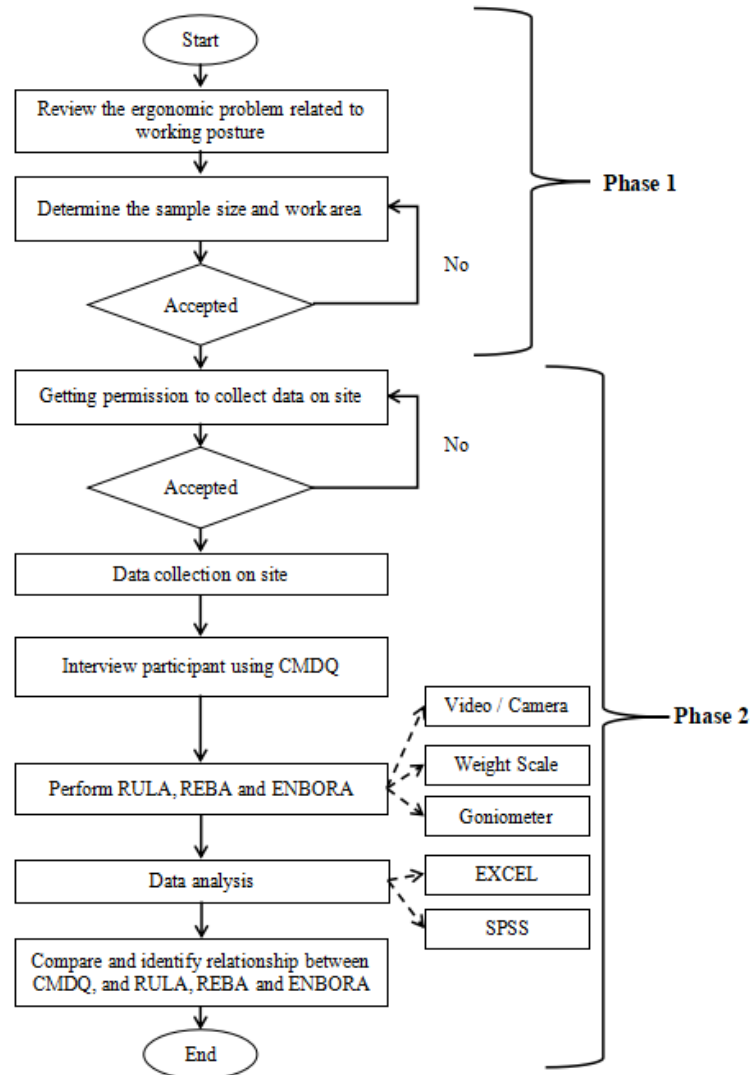 Start
Review the ergonomic problem related to
working posture
Phase 1
Determine the sample size and work area
No
Accepted
Getting permission to collect data on site
No
Accepted
Data collection on site
Interview participant using CMDQ
Video / Camera
Phase 2
Weight Scale
Perform RULA, REBA and ENBORA
Goniometer
EXCEL
Data analysis
SPSS
Compare and identify relationship between
CMDQ, and RULA, REBA and ENBORA
End